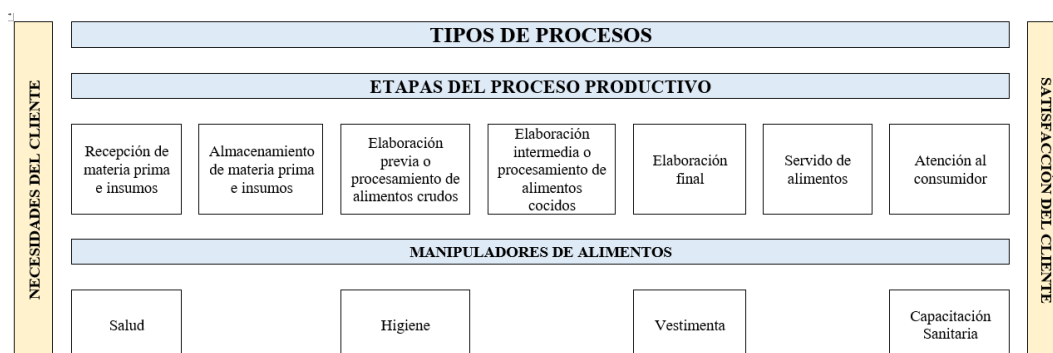 TIPOS DE PROCESOS
ETAPAS DEL PROCESO PRODUCTIVO
NECESIDADES DEL CLIENTE
Recepción de
materia prima
e insumos
Almacenamiento
de materia prima
e insumos
Elaboración
previa o
procesamiento de
alimentos crudos
Elaboración
intermedia o
procesamiento de
alimentos
cocidos
Elaboración
final
Servido de
alimentos
Atención al
consumidor
SATISFACCIÓN DEL CLIENTE
MANIPULADORES DE ALIMENTOS
Salud
Higiene
Vestimenta
Capacitación
Sanitaria